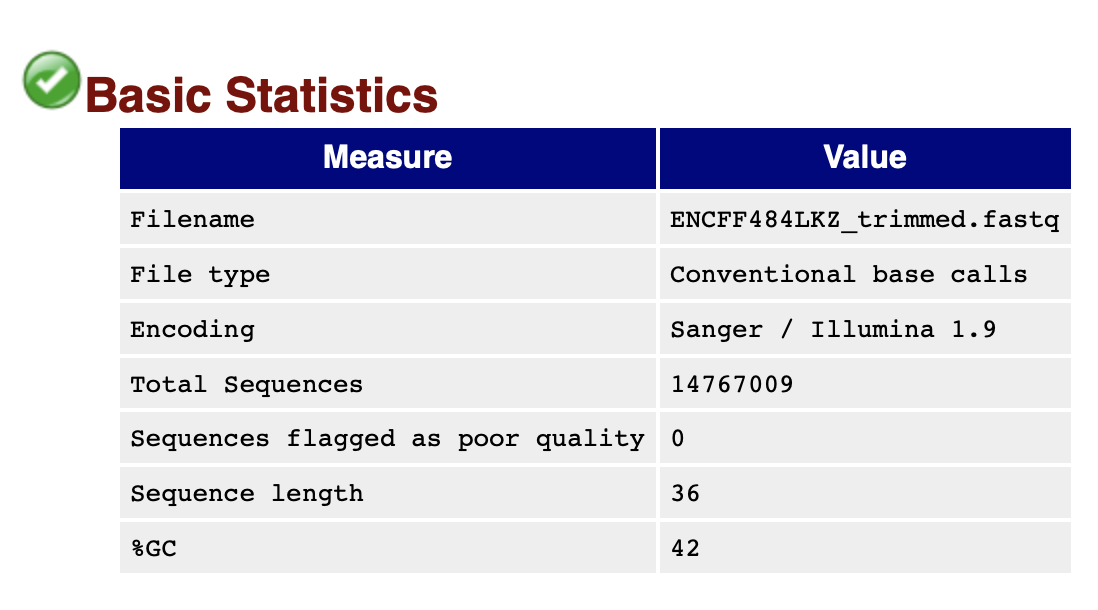 Basic Statistics
Measure Value
Filename ENCFF484LKZ_trimmed.fastq
File type Conventional base calls
Encoding Sanger / Illumina 1.9
Total Sequences 14767009
Sequences flagged as poor quality 0
Sequence length 36
%GC 42